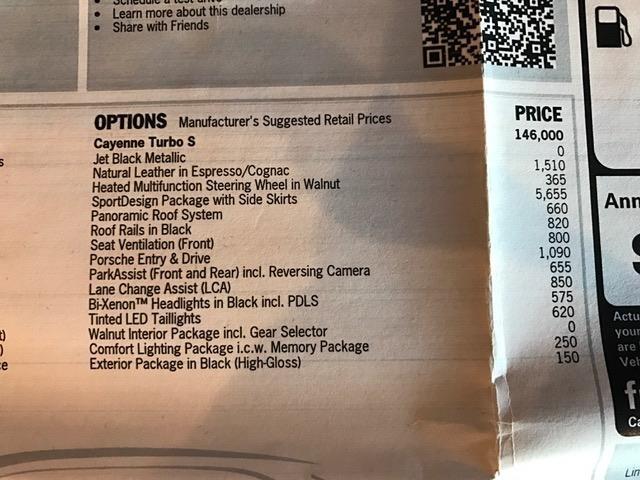 Learn more about this dealership
Share with Friends
OPTIONS Manufacturer's Suggested Retail Prices PRICE
Cayenne Turbo S 146,000
Jet Black Metallic 0
Natural Leather in Espresso/Cognac 1,510
Heated Multifunction Steering Wheel in Walnut 365
SportDesign Package with Side Skirts 5,655
Panoramic Roof System 660
Roof Rails in Black 820
Seat Ventilation (Front) 800
Porsche Entry & Drive 1,090
ParkAssist (Front and Rear) incl. Reversing Camera 655
Lane Change Assist (LCA) 850
Bi-Xenon™ Headlights in Black incl. PDLS 575
Tinted LED Taillights 620
Walnut Interior Package incl. Gear Selector 0
Comfort Lighting Package i.c.w. Memory Package 250
Exterior Package in Black (High-Gloss) 150
Ann
Actu
your
are
Veh